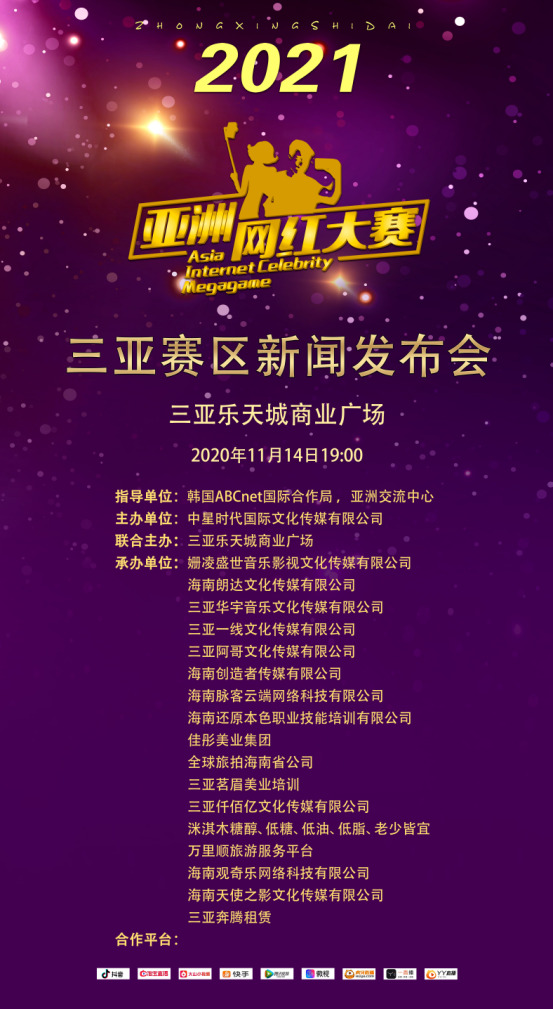 ZHONGXINGSHIDAI
2021
亚洲网红大赛
Asia
Internet Celebrity
Megagame
三亚赛区新闻发布会
三亚乐天城商业广场
2020年11月14日19:00
指导单位：韩国ABCnet国际合作局，亚洲交流中心
主办单位：中星时代国际文化传媒有限公司
联合主办：三亚乐天城商业广场
承办单位：姗凌盛世音乐影视文化传媒有限公司
海南朗达文化传媒有限公司
三亚华宇音乐文化传媒有限公司
三亚一线文化传媒有限公司
三亚阿哥文化传媒有限公司
海南创造者传媒有限公司
海南脉客云端网络科技有限公司
海南还原本色职业技能培训有限公司
佳彤美业集团
全球旅拍海南省公司
三亚茗眉美业培训
三亚仟佰亿文化传媒有限公司
洣淇木糖醇、低糖、低油、低脂、老少皆宜
万里顺旅游服务平台
海南观奇乐网络科技有限公司
海南天使之影文化传媒有限公司
三亚奔腾租赁
合作平台：
抖音 淘宝直播 火山小视频 快手 微视 一直播 YY直播